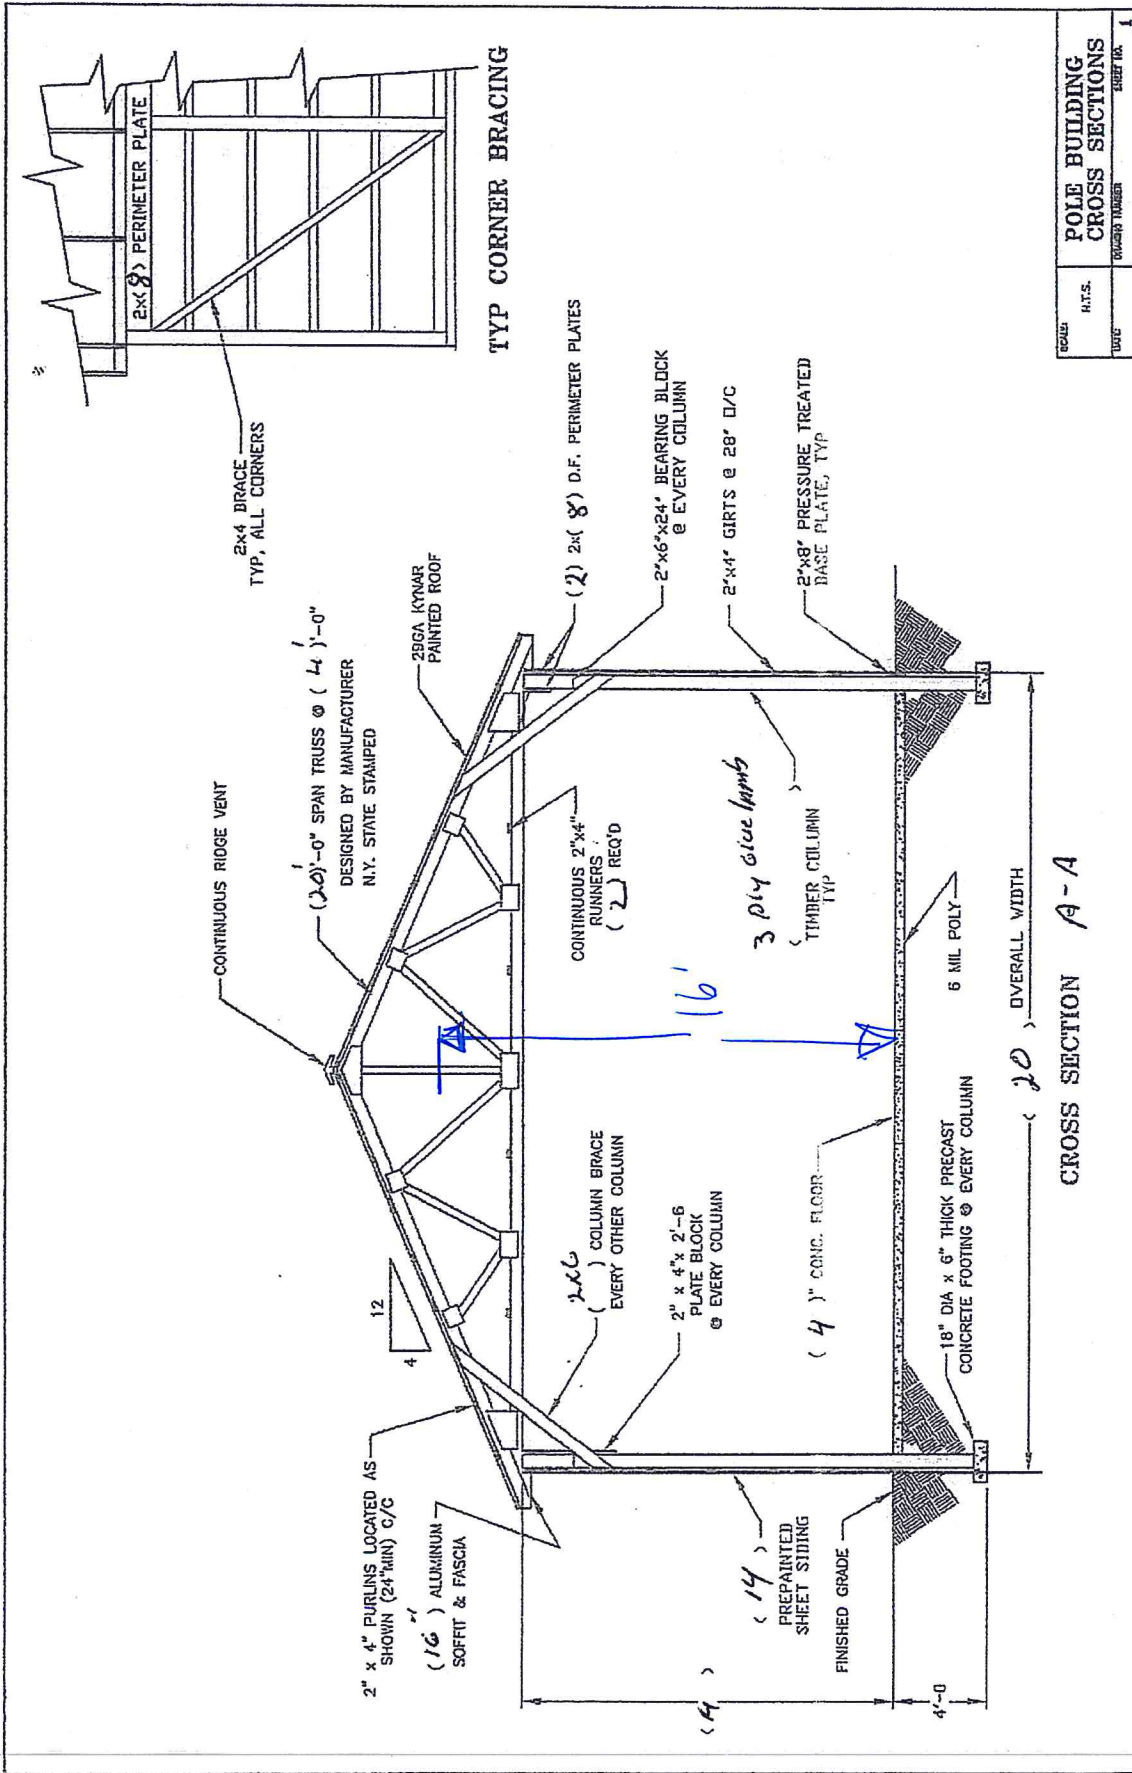 2x(8) PERIMETER PLATE
2x4 BRACE
TYP, ALL CORNERS
TYP CORNER BRACING
CONTINUOUS RIDGE VENT
(20)'-0" SPAN TRUSS @ (4')'-0"
DESIGNED BY MANUFACTURER
N.Y. STATE STAMPED
29GA KYNAR
PAINTED ROOF
(2) 2x(8) D.F. PERIMETER PLATES
2"x6"x24" BEARING BLOCK
@ EVERY COLUMN
2"x4" GIRTS @ 28" O/C
2"x8" PRESSURE TREATED
BASE PLATE, TYP
12
4
2" x 4" PURLINS LOCATED AS
SHOWN (24"MIN) C/C
(16") ALUMINUM
SOFFIT & FASCIA
CONTINUOUS 2"x4"
RUNNERS
(2) REQ'D
2x6
( ) COLUMN BRACE
EVERY OTHER COLUMN
2" x 4" x 2'-6
PLATE BLOCK
@ EVERY COLUMN
16'
3 ply glue lamb
( )
TIMBER COLUMN
TYP
(14)
PREPAINTED
SHEET SIDING
FINISHED GRADE
(4)" CONC. FLOOR
6 MIL POLY
18" DIA x 6" THICK PRECAST
CONCRETE FOOTING @ EVERY COLUMN
4'-0
(20) OVERALL WIDTH
CROSS SECTION A-A
SCALE:
N.T.S.
DATE:
POLE BUILDING
CROSS SECTIONS
DRAWING NUMBER
SHEET NO.
1